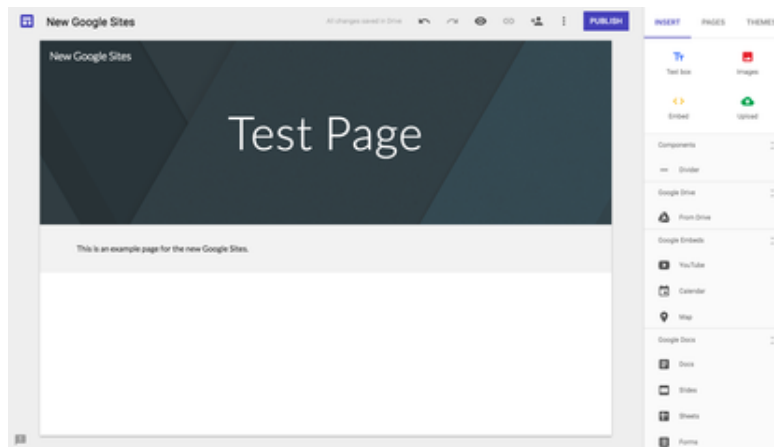 New Google Sites
All changes saved in Drive
PUBLISH
INSERT PAGES THEMES
New Google Sites
Test Page
This is an example page for the new Google Sites.
Text box Images
Embed Upload
Components
Divider
Google Drive
From Drive
Google Embeds
YouTube
Calendar
Map
Google Docs
Docs
Slides
Sheets
Forms